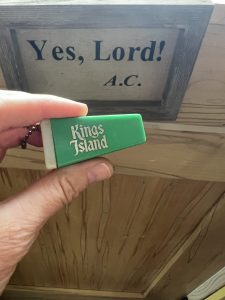 Yes, Lord!
A.C.
Kings
Island